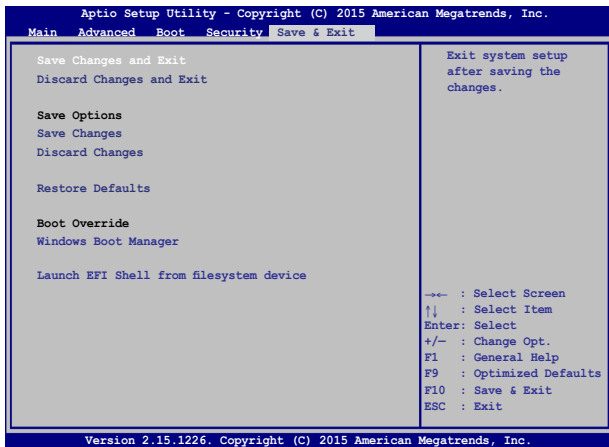 Aptio Setup Utility - Copyright (C) 2015 American Megatrends, Inc.
Main Advanced Boot Security Save & Exit
Save Changes and Exit
Discard Changes and Exit
Save Options
Save Changes
Discard Changes
Restore Defaults
Boot Override
Windows Boot Manager
Launch EFI Shell from filesystem device
Exit system setup
after saving the
changes.
→← : Select Screen
↑↓ : Select Item
Enter: Select
+/— : Change Opt.
F1 : General Help
F9 : Optimized Defaults
F10 : Save & Exit
ESC : Exit
Version 2.15.1226. Copyright (C) 2015 American Megatrends, Inc.